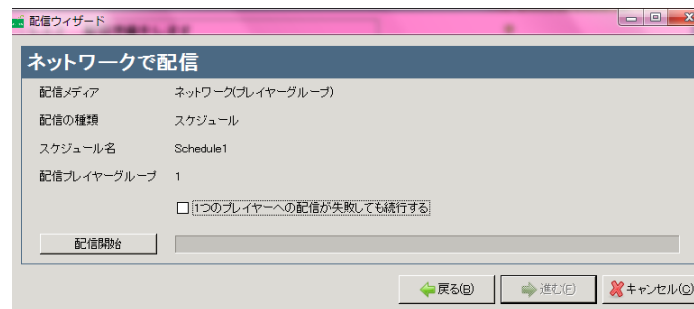 配信ウィザード
ネットワークで配信
配信メディア ネットワーク(プレイヤーグループ)
配信の種類 スケジュール
スケジュール名 Schedule1
配信プレイヤーグループ 1
1つのプレイヤーへの配信が失敗しても続行する
配信開始
戻る(B) 進む(F) キャンセル(C)